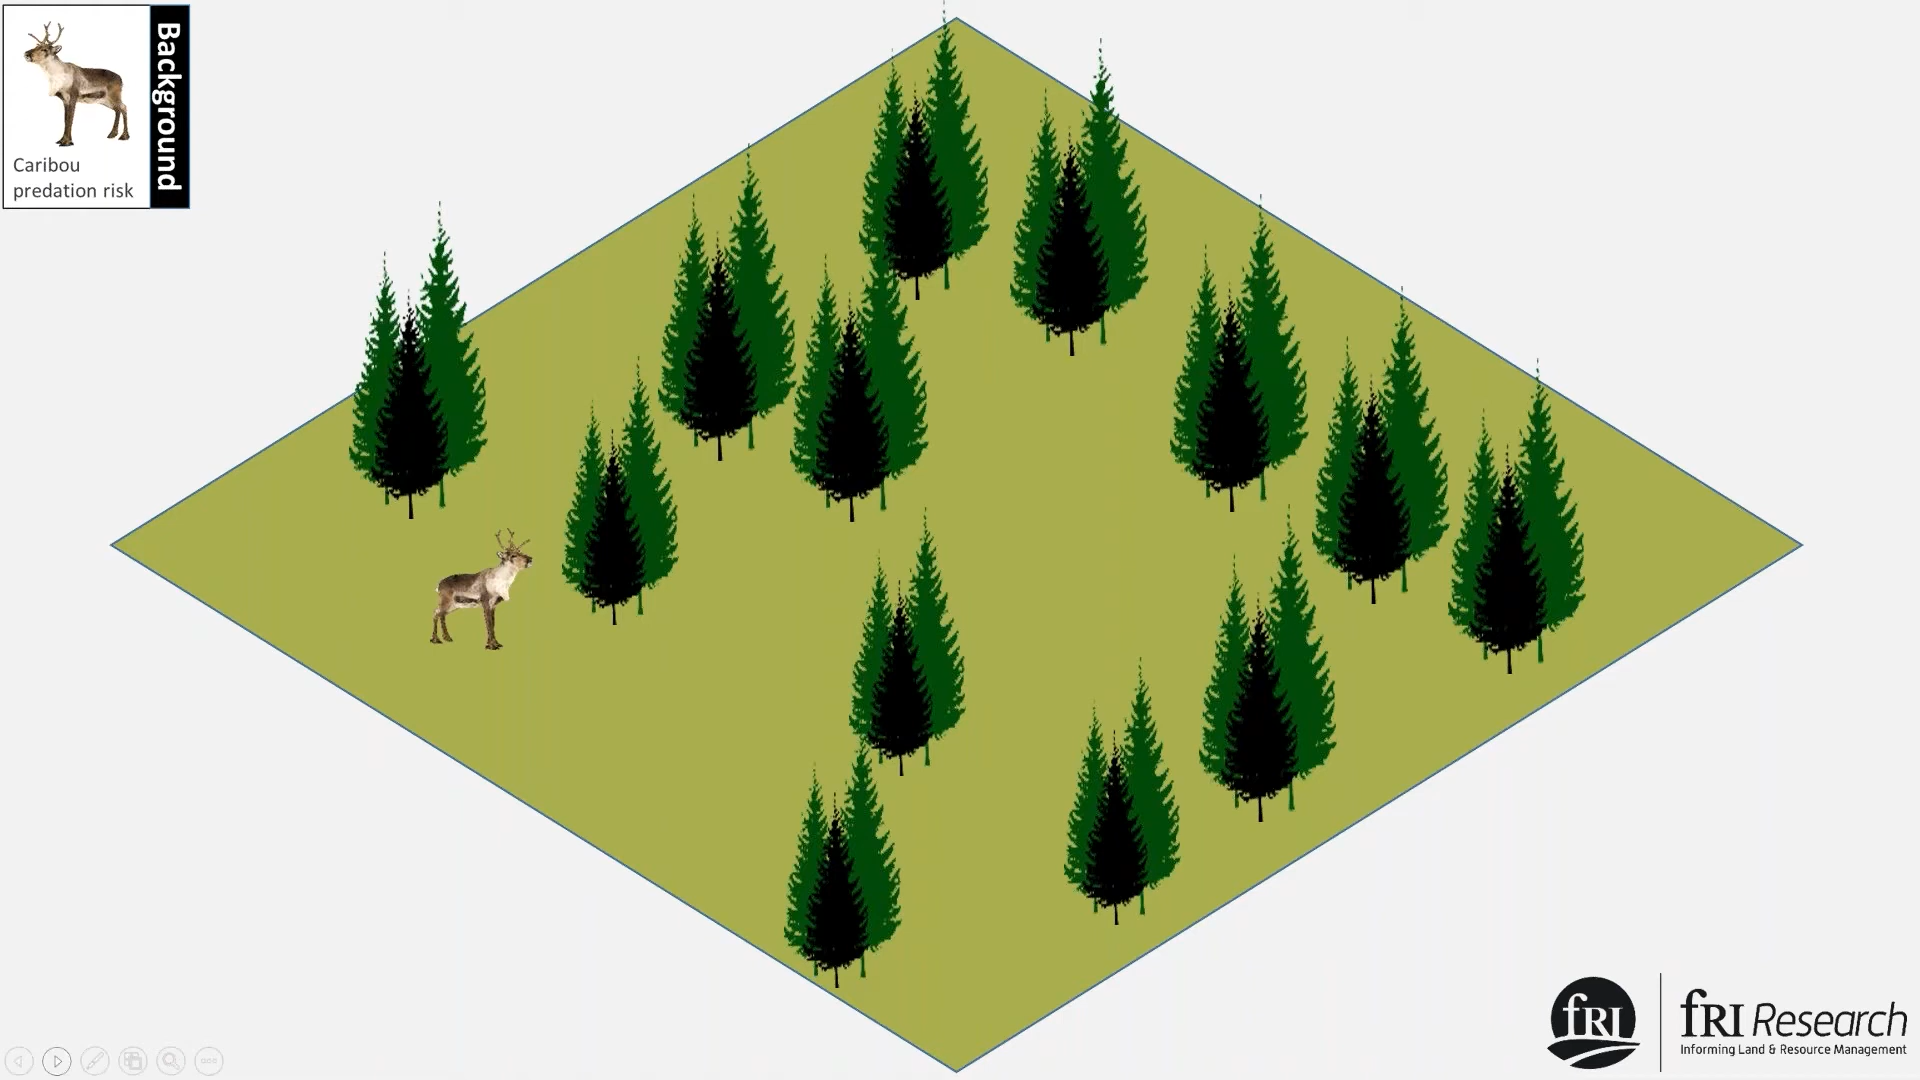 Background
Caribou
predation risk
fRI
fRI Research
Informing Land & Resource Management